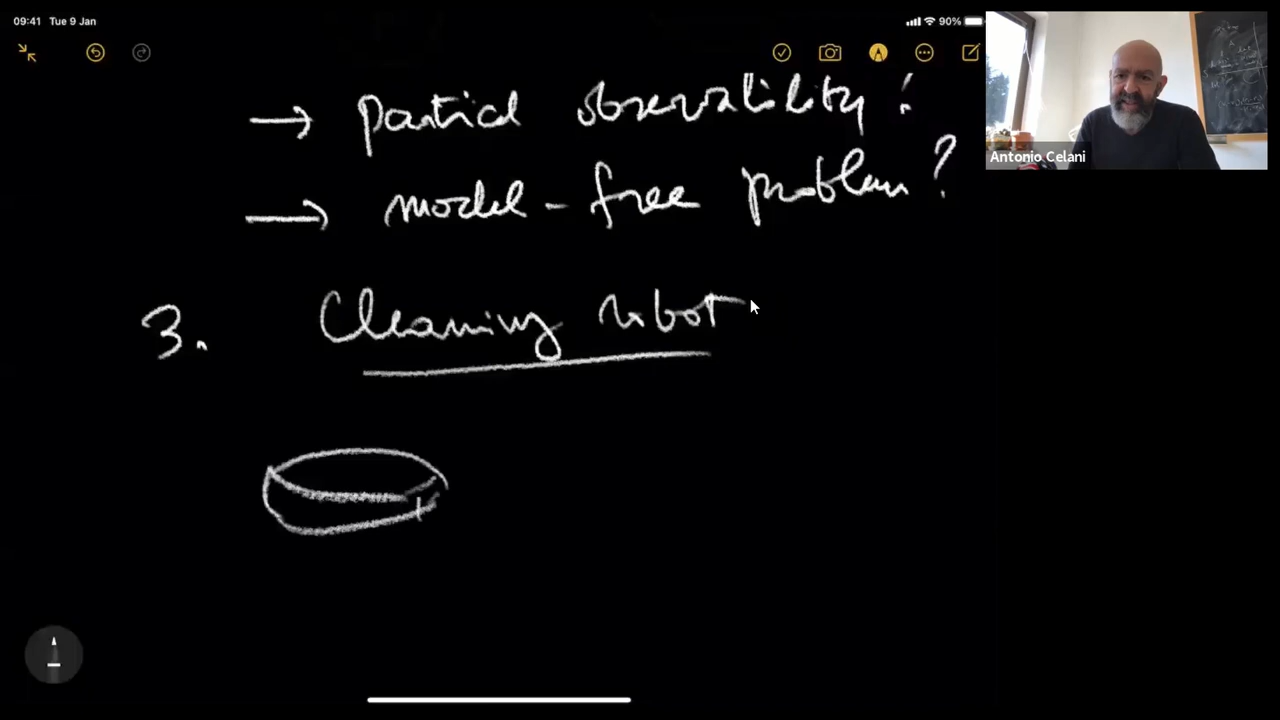 09:41 Tue 9 Jan
90%
→ partial observability?
→ model-free problem?
Antonio Celani
3. Cleaning robot